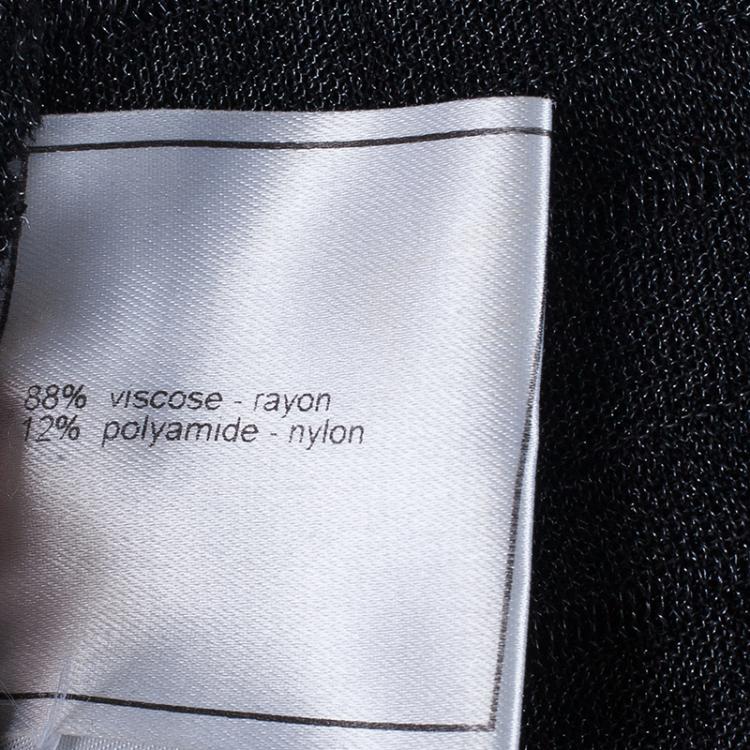 88% viscose - rayon
12% polyamide - nylon